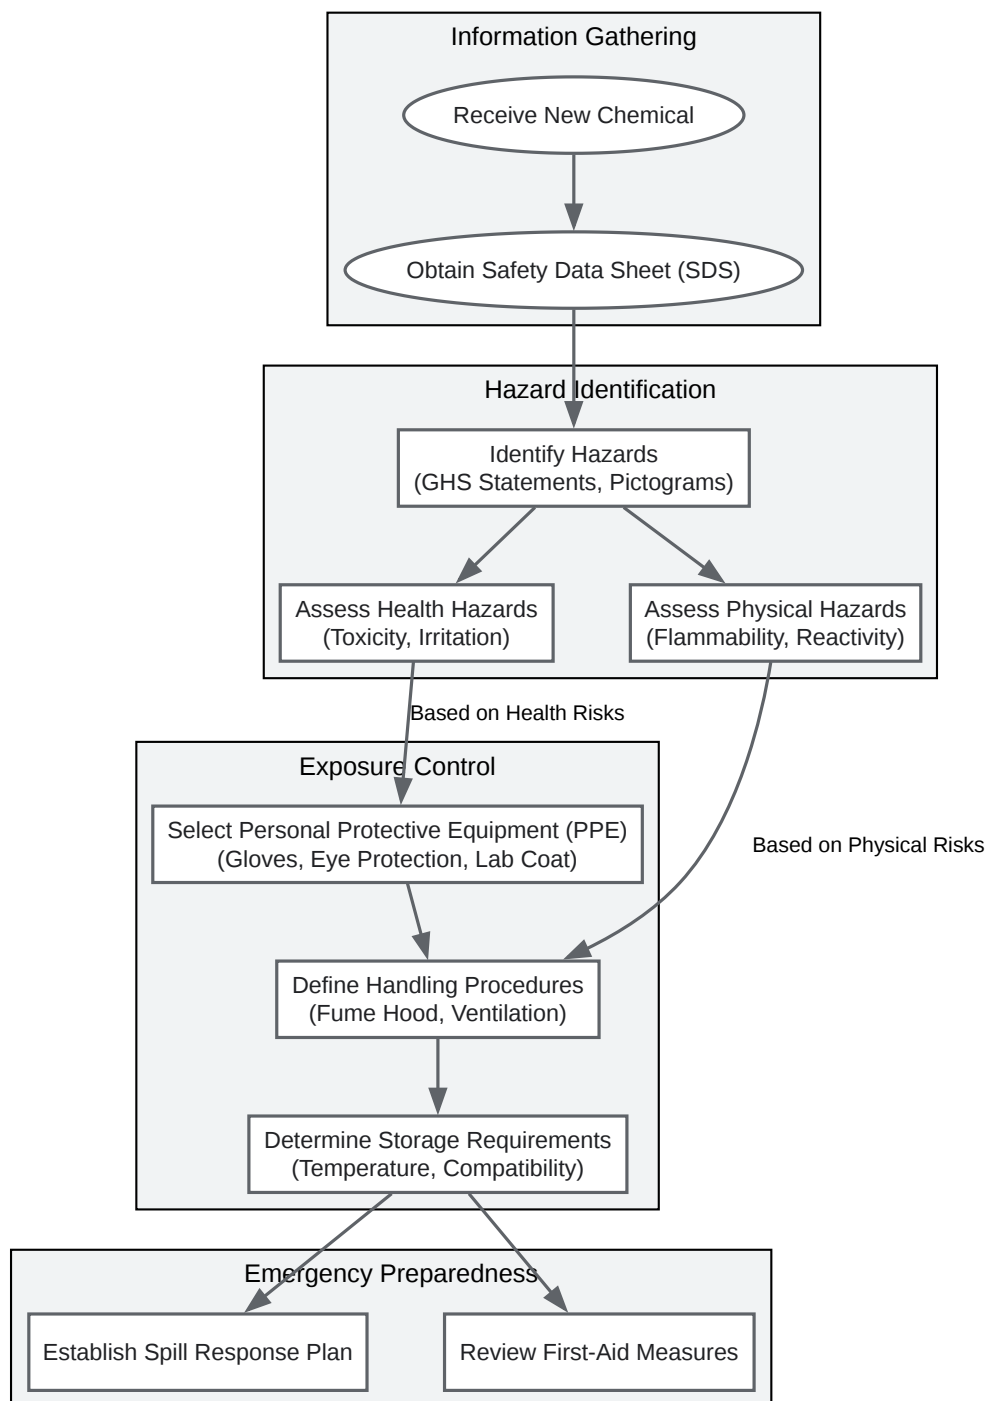 Information Gathering
Receive New Chemical
Obtain Safety Data Sheet (SDS)
Hazard Identification
Identify Hazards
(GHS Statements, Pictograms)
Assess Health Hazards
(Toxicity, Irritation)
Assess Physical Hazards
(Flammability, Reactivity)
Based on Health Risks
Exposure Control
Select Personal Protective Equipment (PPE)
(Gloves, Eye Protection, Lab Coat)
Based on Physical Risks
Define Handling Procedures
(Fume Hood, Ventilation)
Determine Storage Requirements
(Temperature, Compatibility)
Emergency Preparedness
Establish Spill Response Plan
Review First-Aid Measures